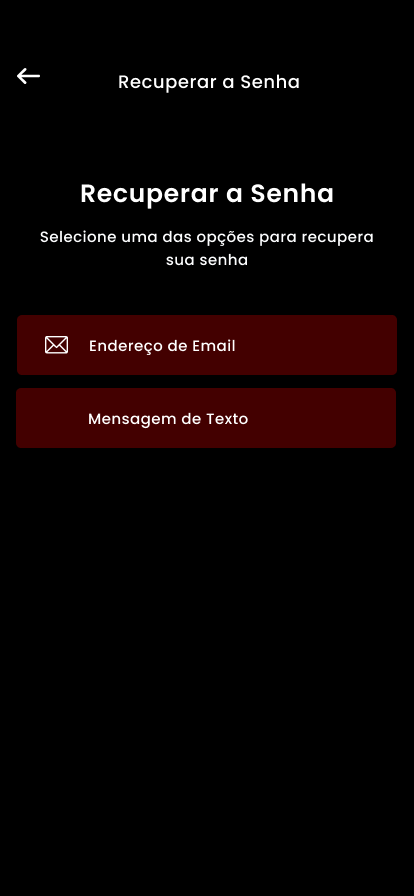 Recuperar a Senha
Recuperar a Senha
Selecione uma das opções para recupera
sua senha
Endereço de Email
Mensagem de Texto